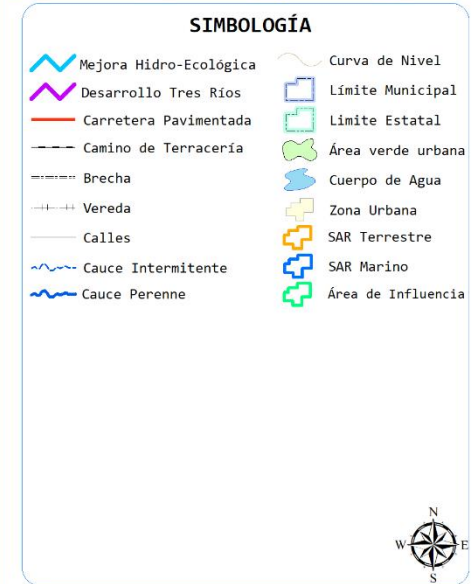 SIMBOLOGÍA
Mejora Hidro-Ecológica
Desarrollo Tres Ríos
Carretera Pavimentada
Camino de Terracería
Brecha
Vereda
Calles
Cauce Intermitente
Cauce Perenne
Curva de Nivel
Límite Municipal
Limite Estatal
Área verde urbana
Cuerpo de Agua
Zona Urbana
SAR Terrestre
SAR Marino
Área de Influencia
N
W E
S